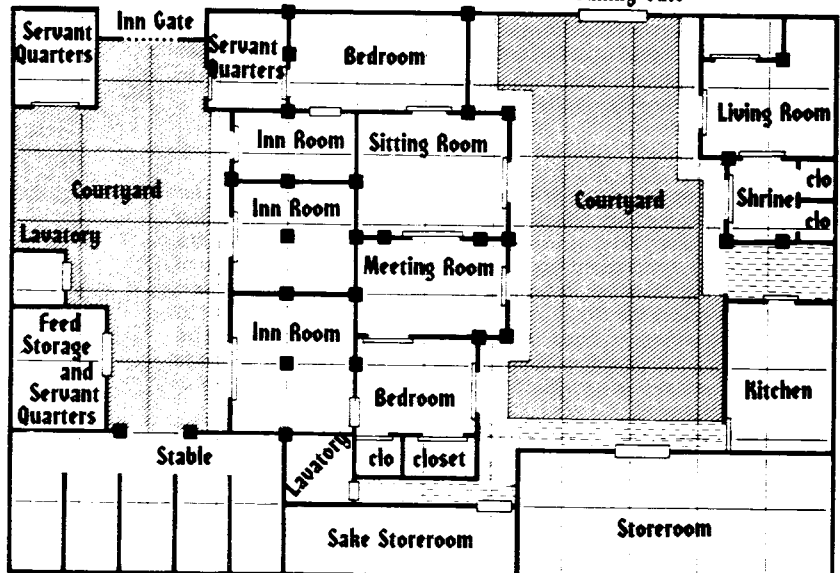 Inn Gate
Servant
Quarters
Servant
Quarters
Bedroom
Living Room
Inn Room
Sitting Room
Courtyard
Inn Room
Courtyard
Shrine
clo
clo
Lavatory
Meeting Room
Feed
Storage
and
Servant
Quarters
Inn Room
Bedroom
Kitchen
Stable
Lavatory
clo
closet
Sake Storeroom
Storeroom